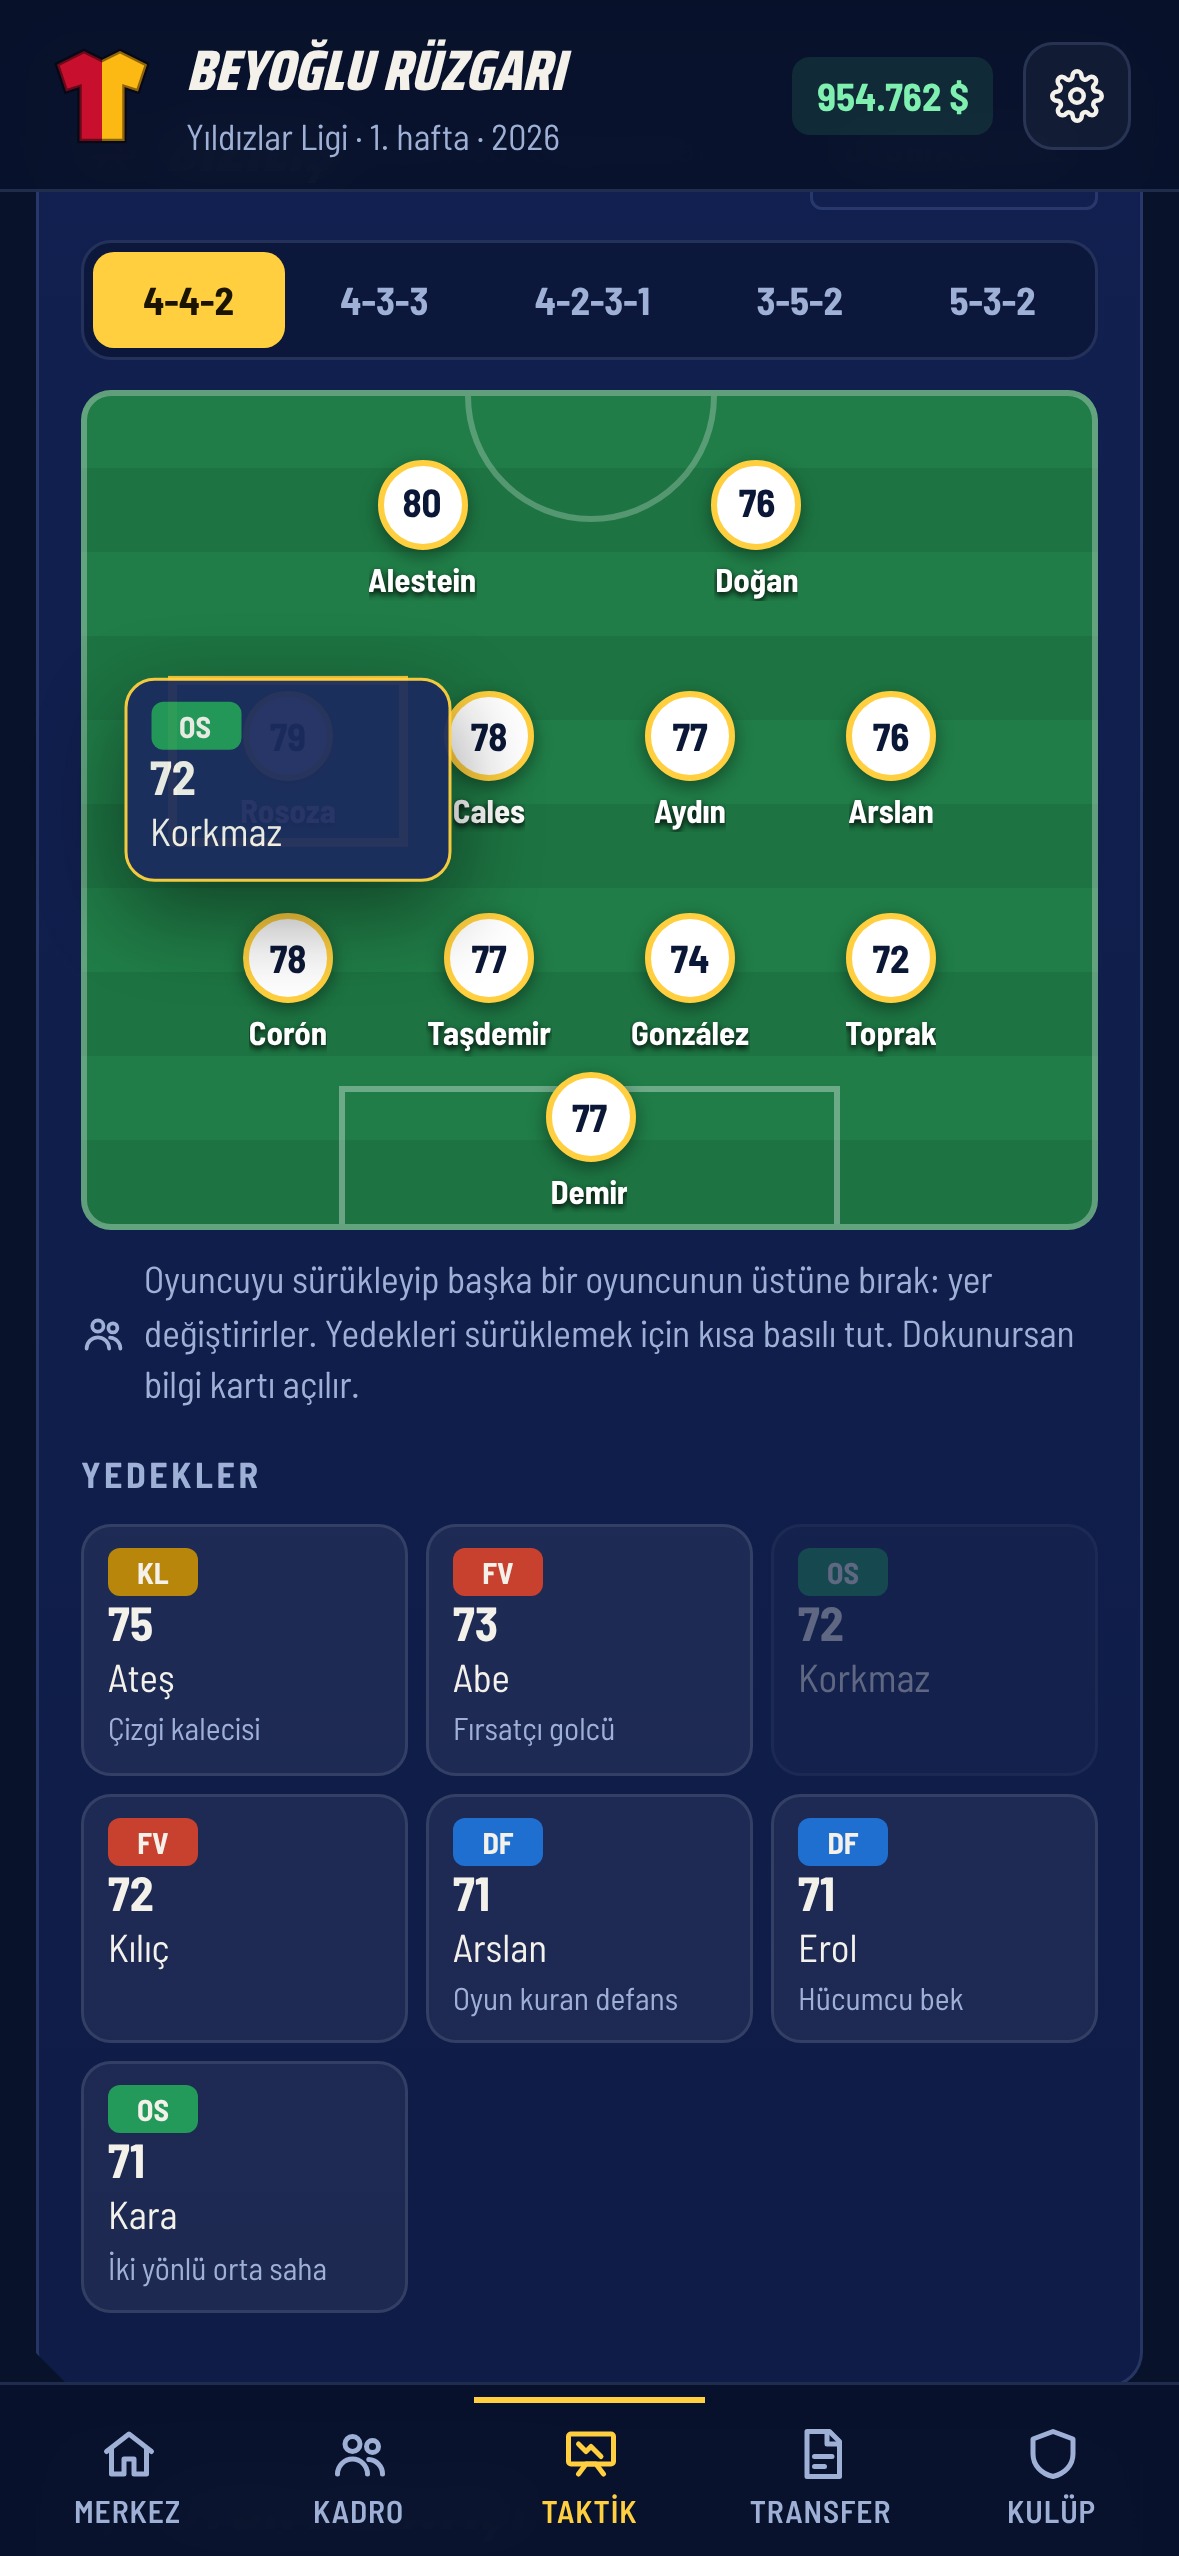 BEYOĞLU RÜZGARI
Yıldızlar Ligi · 1. hafta · 2026
954.762 $
4-4-2
4-3-3
4-2-3-1
3-5-2
5-3-2
80
76
Alestein
Doğan
OS
72
Korkmaz
79
Rosoza
78
77
76
Cales
Aydın
Arslan
78
77
74
72
Corón
Taşdemir
González
Toprak
77
Demir
Oyuncuyu sürükleyip başka bir oyuncunun üstüne bırak: yer
değiştirirler. Yedekleri sürüklemek için kısa basılı tut. Dokunursan
bilgi kartı açılır.
YEDEKLER
KL
75
Ateş
Çizgi kalecisi
FV
73
Abe
Fırsatçı golcü
OS
72
Korkmaz
FV
72
Kılıç
DF
71
Arslan
Oyun kuran defans
DF
71
Erol
Hücumcu bek
OS
71
Kara
İki yönlü orta saha
MERKEZ
KADRO
TAKTİK
TRANSFER
KULÜP